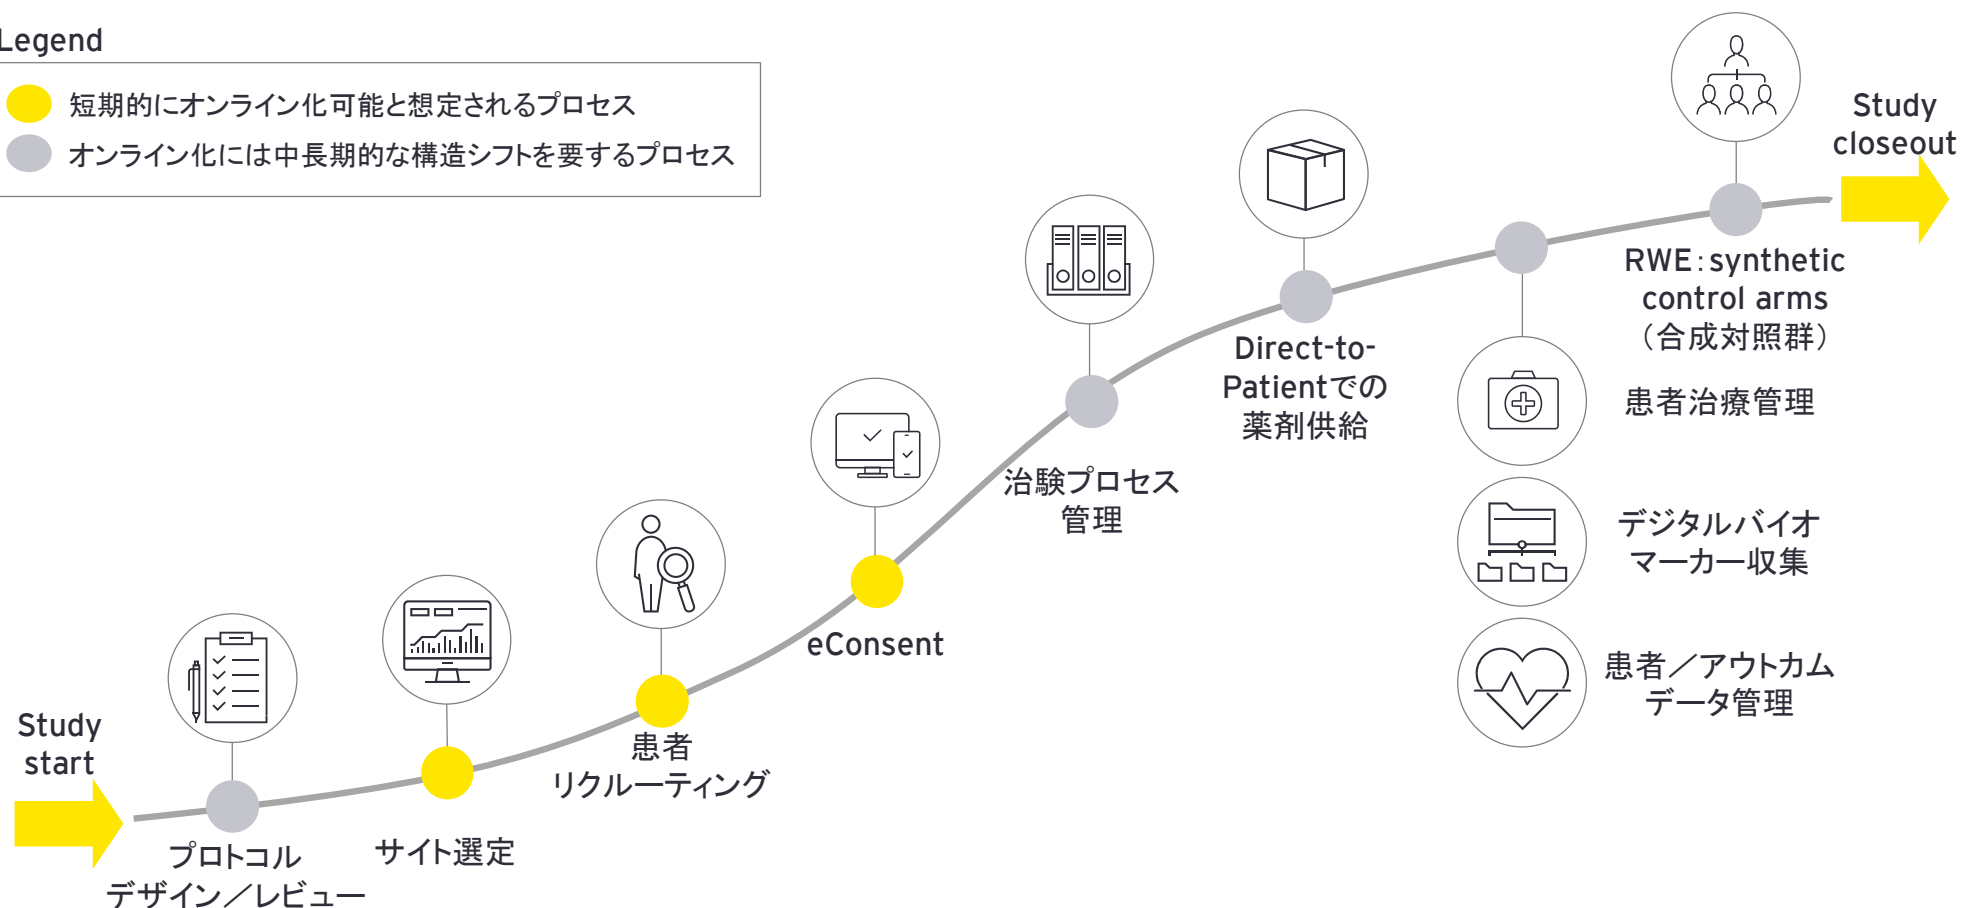 Legend
短期的にオンライン化可能と想定されるプロセス
オンライン化には中長期的な構造シフトを要するプロセス
Study
start
プロトコル
デザイン／レビュー
サイト選定
患者
リクルーティング
eConsent
治験プロセス
管理
Direct-to-
Patientでの
薬剤供給
患者治療管理
デジタルバイオ
マーカー収集
患者／アウトカム
データ管理
RWE：synthetic
control arms
（合成対照群）
Study
closeout